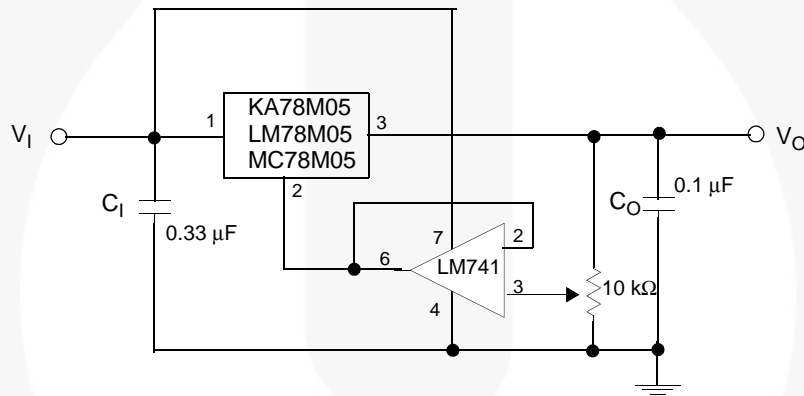 KA78M05
LM78M05
MC78M05
1
3
2
V_I
V_O
C_I
0.33 μF
C_O
0.1 μF
7
2
6
LM741
3
4
10 kΩ